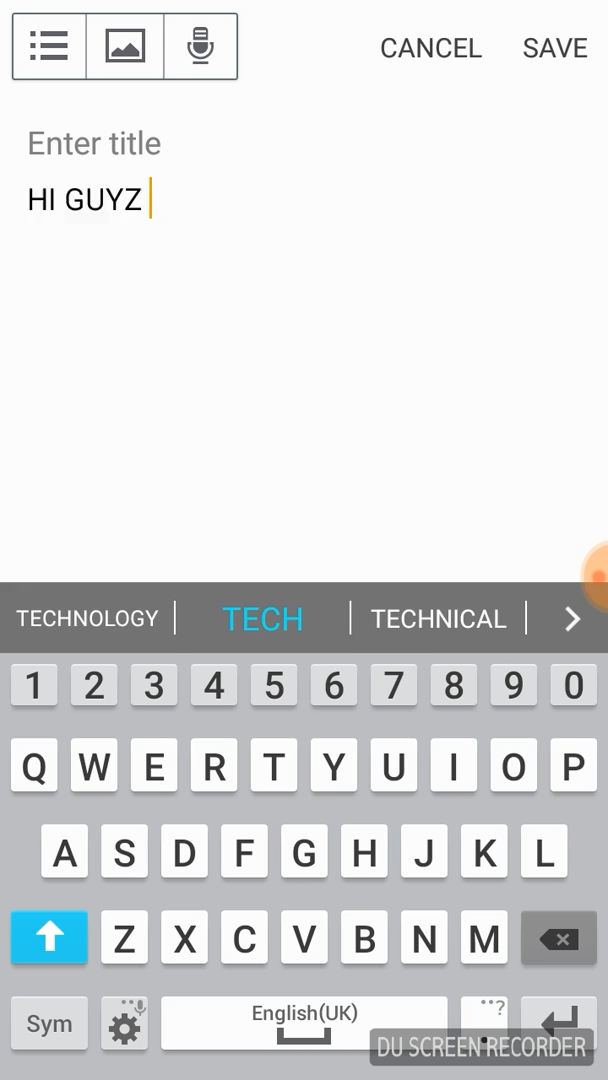 CANCEL SAVE
Enter title
HI GUYZ
TECHNOLOGY TECH TECHNICAL
1 2 3 4 5 6 7 8 9 0
Q W E R T Y U I O P
A S D F G H J K L
Z X C V B N M
Sym English(UK) ? .
DU SCREEN RECORDER